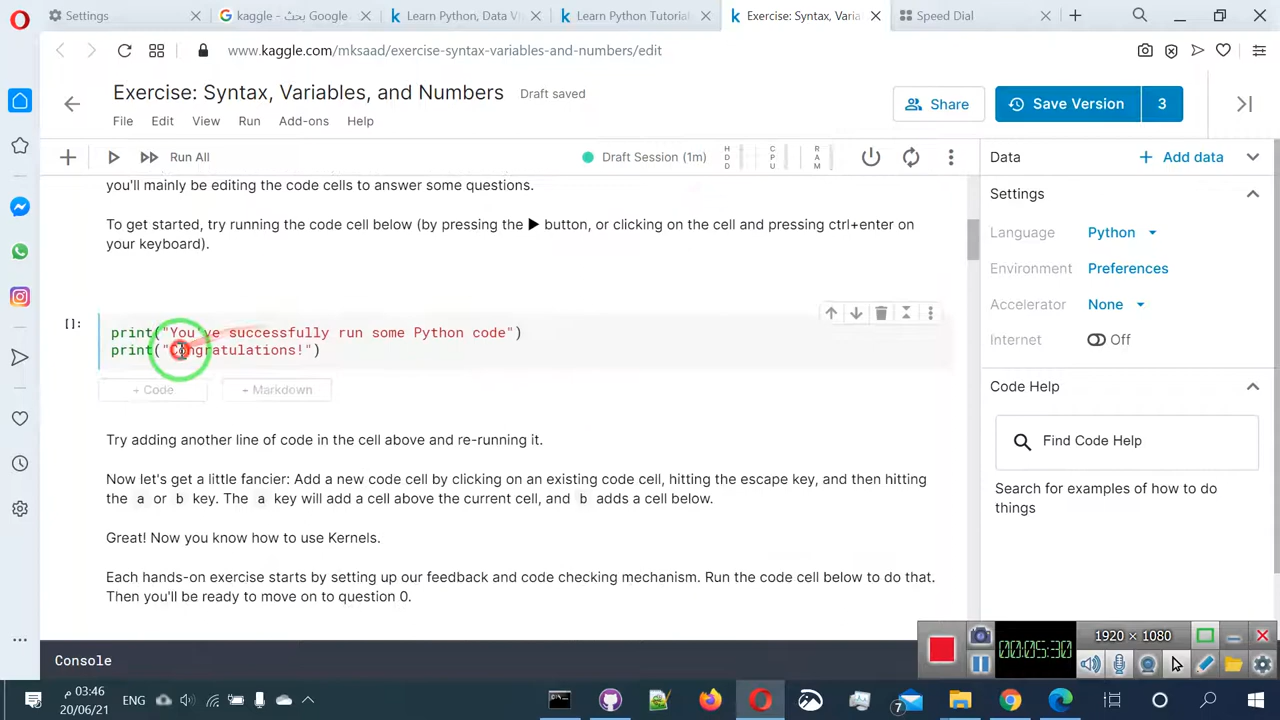 Settings
kaggle - بحث Google
Learn Python, Data Vi
Learn Python Tutorial
Exercise: Syntax, Varia
Speed Dial
www.kaggle.com/mksaad/exercise-syntax-variables-and-numbers/edit
Exercise: Syntax, Variables, and Numbers
Draft saved
Share
Save Version
3
File
Edit
View
Run
Add-ons
Help
Run All
Draft Session (1m)
HDD
CPU
RAM
Data
Add data
you'll mainly be editing the code cells to answer some questions.
To get started, try running the code cell below (by pressing the ▶ button, or clicking on the cell and pressing ctrl+enter on
your keyboard).
[]:
print("You've successfully run some Python code")
print("Congratulations!")
+ Code
+ Markdown
Try adding another line of code in the cell above and re-running it.
Now let's get a little fancier: Add a new code cell by clicking on an existing code cell, hitting the escape key, and then hitting
the a or b key. The a key will add a cell above the current cell, and b adds a cell below.
Great! Now you know how to use Kernels.
Each hands-on exercise starts by setting up our feedback and code checking mechanism. Run the code cell below to do that.
Then you'll be ready to move on to question 0.
Settings
Language
Python
Environment
Preferences
Accelerator
None
Internet
Off
Code Help
Find Code Help
Search for examples of how to do
things
Console
00:05:30
1920 × 1080
03:46 م
20/06/21
ENG
7